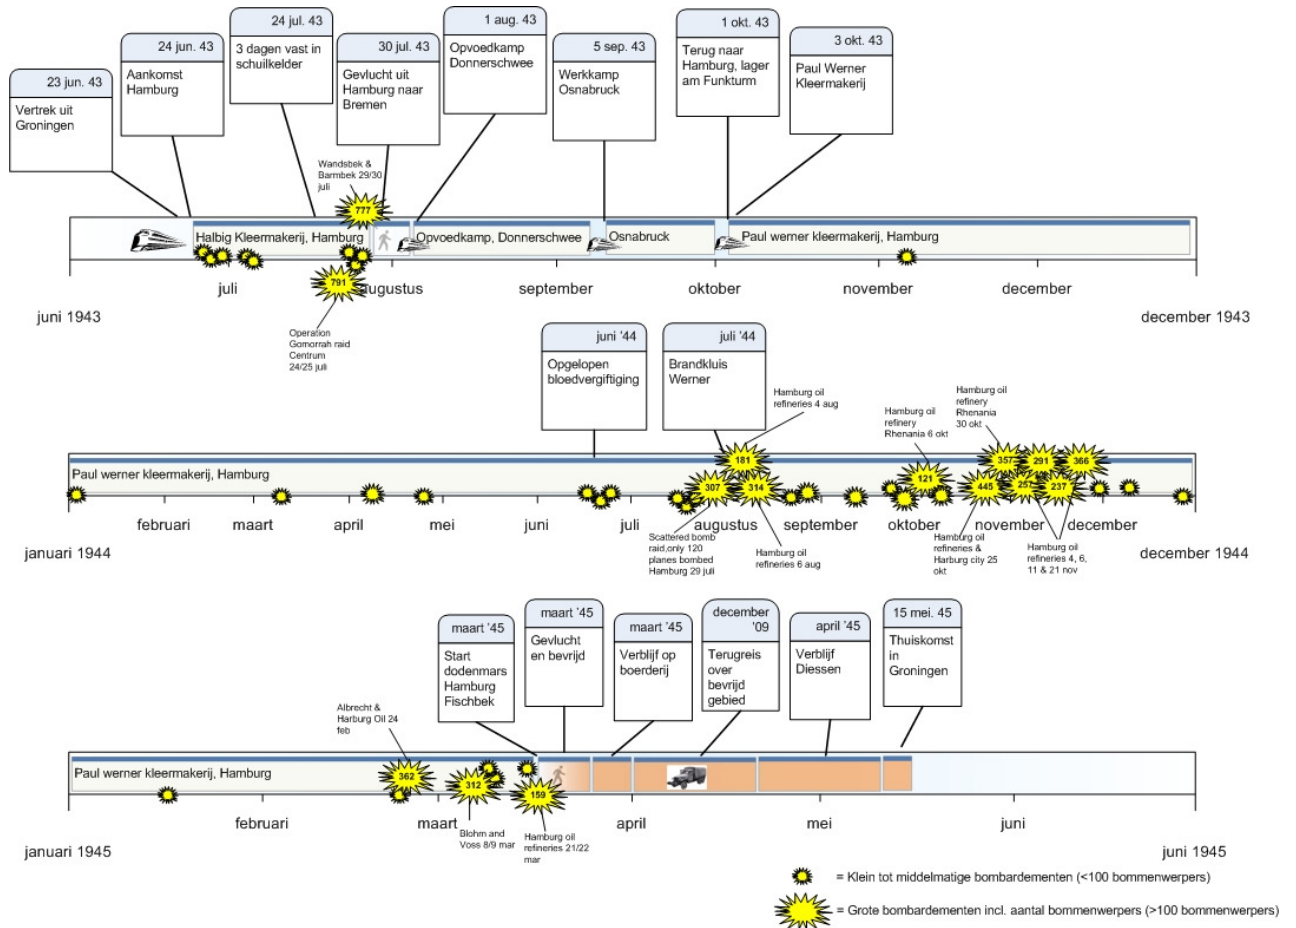 23 jun. 43
Vertrek uit
Groningen
24 jun. 43
Aankomst
Hamburg
24 jul. 43
3 dagen vast in
schuilkelder
30 jul. 43
Gevlucht uit
Hamburg naar
Bremen
1 aug. 43
Opvoedkamp
Donnerschwee
5 sep. 43
Werkkamp
Osnabruck
1 okt. 43
Terug naar
Hamburg, lager
am Funkturm
3 okt. 43
Paul Werner
Kleermakerij
Wandsbek &
Barmbek 29/30
juli
777
Halbig Kleermakerij, Hamburg
Opvoedkamp, Donnerschwee
Osnabruck
Paul werner kleermakerij, Hamburg
791
juli
augustus
september
oktober
november
december
juni 1943
december 1943
Operation
Gomorrah raid
Centrum
24/25 juli
juni '44
Opgelopen
bloedvergiftiging
juli '44
Brandkluis
Werner
Hamburg oil
refineries 4 aug
Hamburg oil
refinery
Rhenania 6 okt
Hamburg oil
refinery
Rhenania
30 okt
Paul werner kleermakerij, Hamburg
181
307
314
121
357
291
366
445
257
237
februari
maart
april
mei
juni
juli
augustus
september
oktober
november
december
januari 1944
december 1944
Scattered bomb
raid,only 120
planes bombed
Hamburg 29 juli
Hamburg oil
refineries 6 aug
Hamburg oil
refineries &
Harburg city 25
okt
Hamburg oil
refineries 4, 6,
11 & 21 nov
maart '45
Start
dodenmars
Hamburg
Fischbek
maart '45
Gevlucht
en bevrijd
maart '45
Verblijf op
boerderij
december
'09
Terugreis
over
bevrijd
gebied
april '45
Verblijf
Diessen
15 mei. 45
Thuiskomst
in
Groningen
Albrecht &
Harburg Oil 24
feb
Paul werner kleermakerij, Hamburg
362
312
159
februari
maart
april
mei
juni
januari 1945
juni 1945
Blohm and
Voss 8/9 mar
Hamburg oil
refineries 21/22
mar
= Klein tot middelmatige bombardementen (<100 bommenwerpers)
= Grote bombardementen incl. aantal bommenwerpers (>100 bommenwerpers)